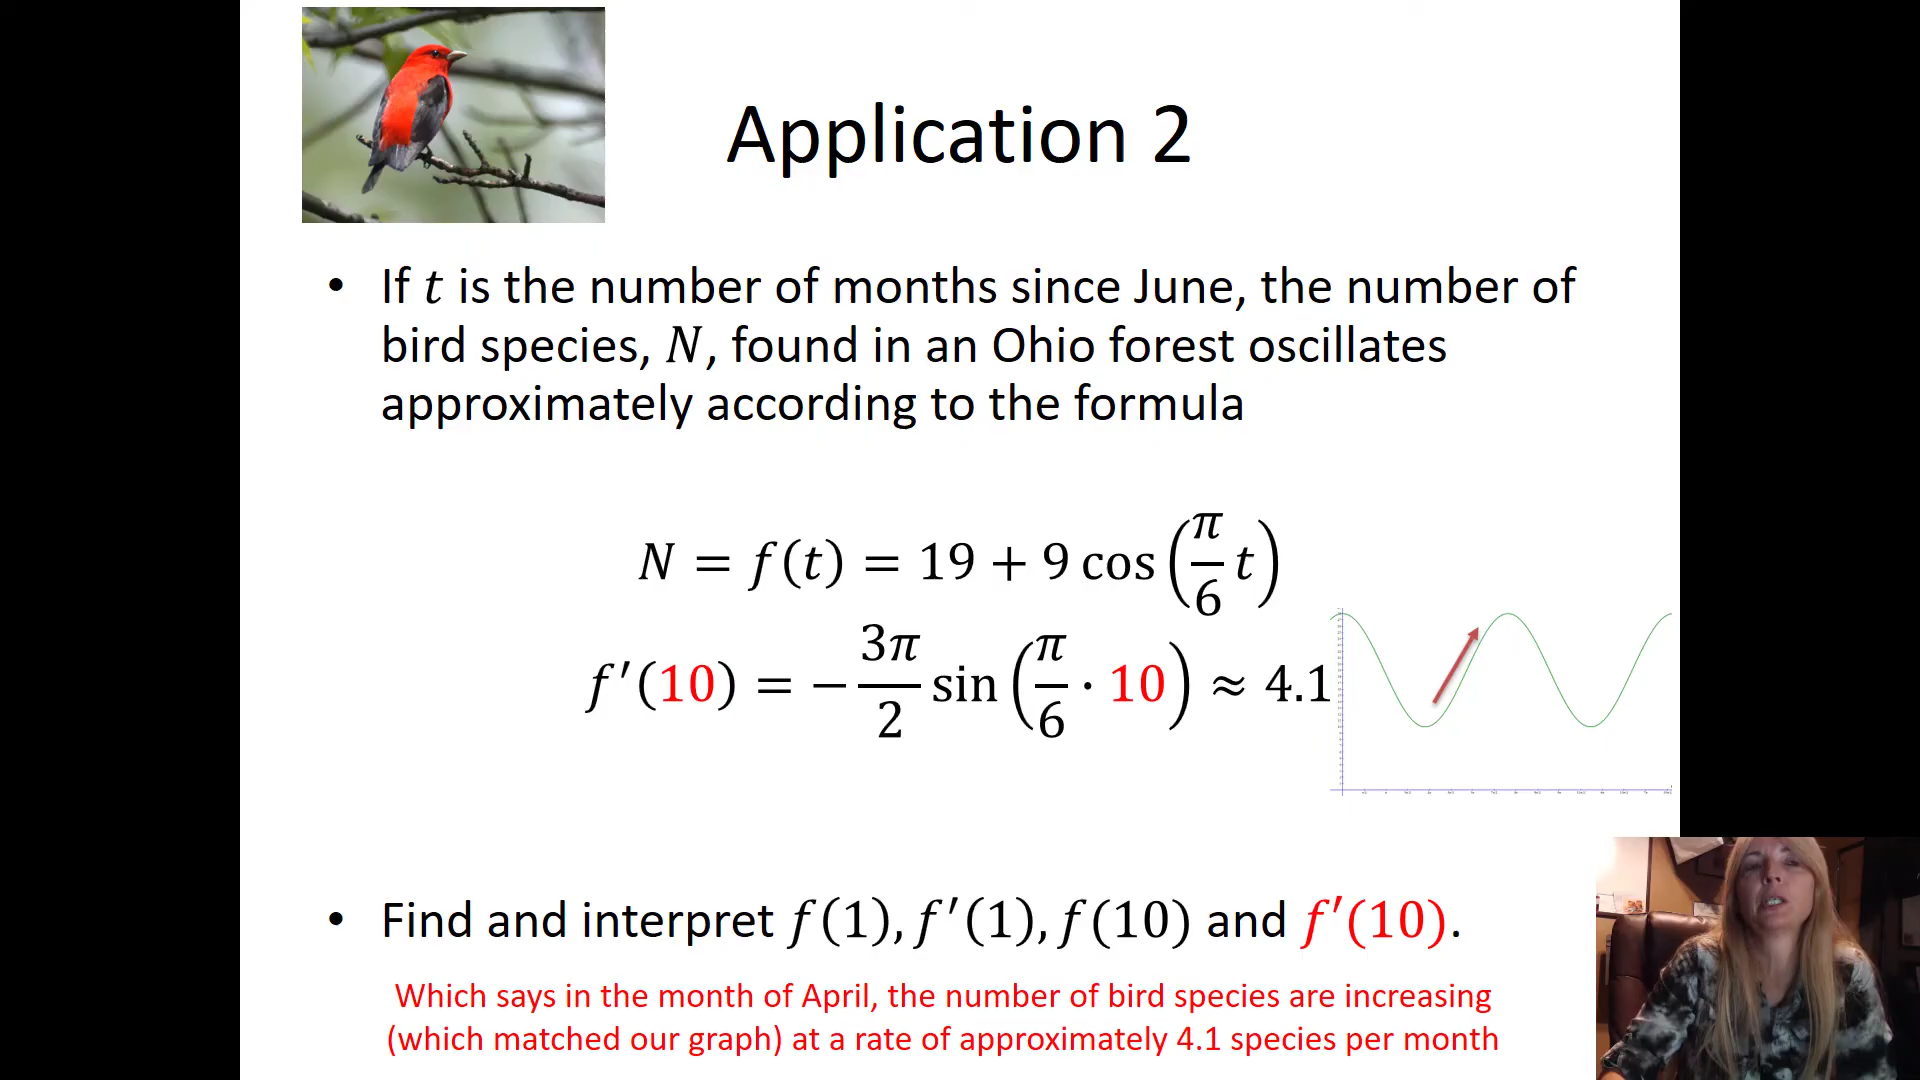 Application 2
• If t is the number of months since June, the number of
bird species, N, found in an Ohio forest oscillates
approximately according to the formula
N = f(t) = 19 + 9 cos(π/6 t)
f′(10) = −3π/2 sin(π/6 · 10) ≈ 4.1
• Find and interpret f(1), f′(1), f(10) and f′(10).
Which says in the month of April, the number of bird species are increasing
(which matched our graph) at a rate of approximately 4.1 species per month